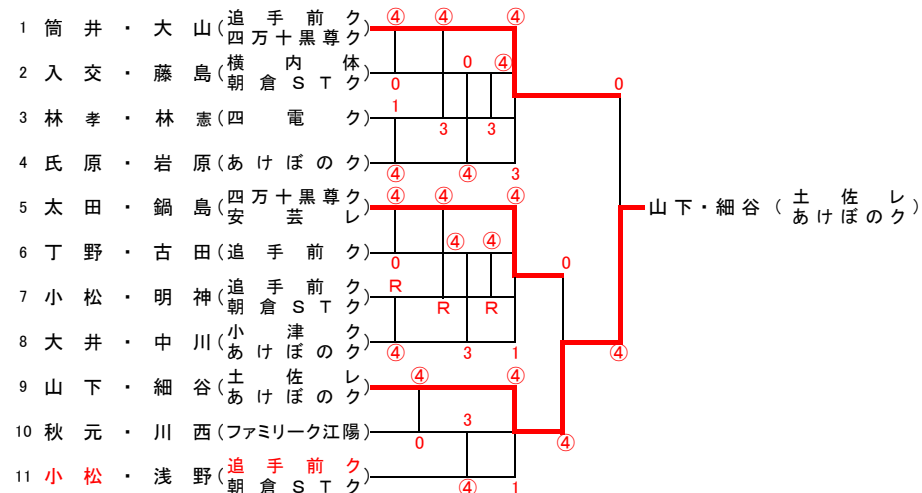 ④ ④ ④
1 筒井・大山(追手前ク
四万十黒尊ク)
0 ④ 0
2 入交・藤島(横内体
朝倉STク)
0
1
3 林孝・林憲(四電ク)
3 3
4 氏原・岩原(あけぼのク)
④ ④ 3
④ ④ ④
5 太田・鍋島(四万十黒尊ク
安芸レ)
山下・細谷(土佐レ
あけぼのク)
④ ④
6 丁野・古田(追手前ク)
0 0
R
7 小松・明神(追手前ク
朝倉STク)
R R
8 大井・中川(小津ク
あけぼのク)
④ 3 1 ④
④ ④
9 山下・細谷(土佐レ
あけぼのク)
3
10 秋元・川西(ファミリーク江陽)
0 ④
11 小松・浅野(追手前ク
朝倉STク)
④ 1